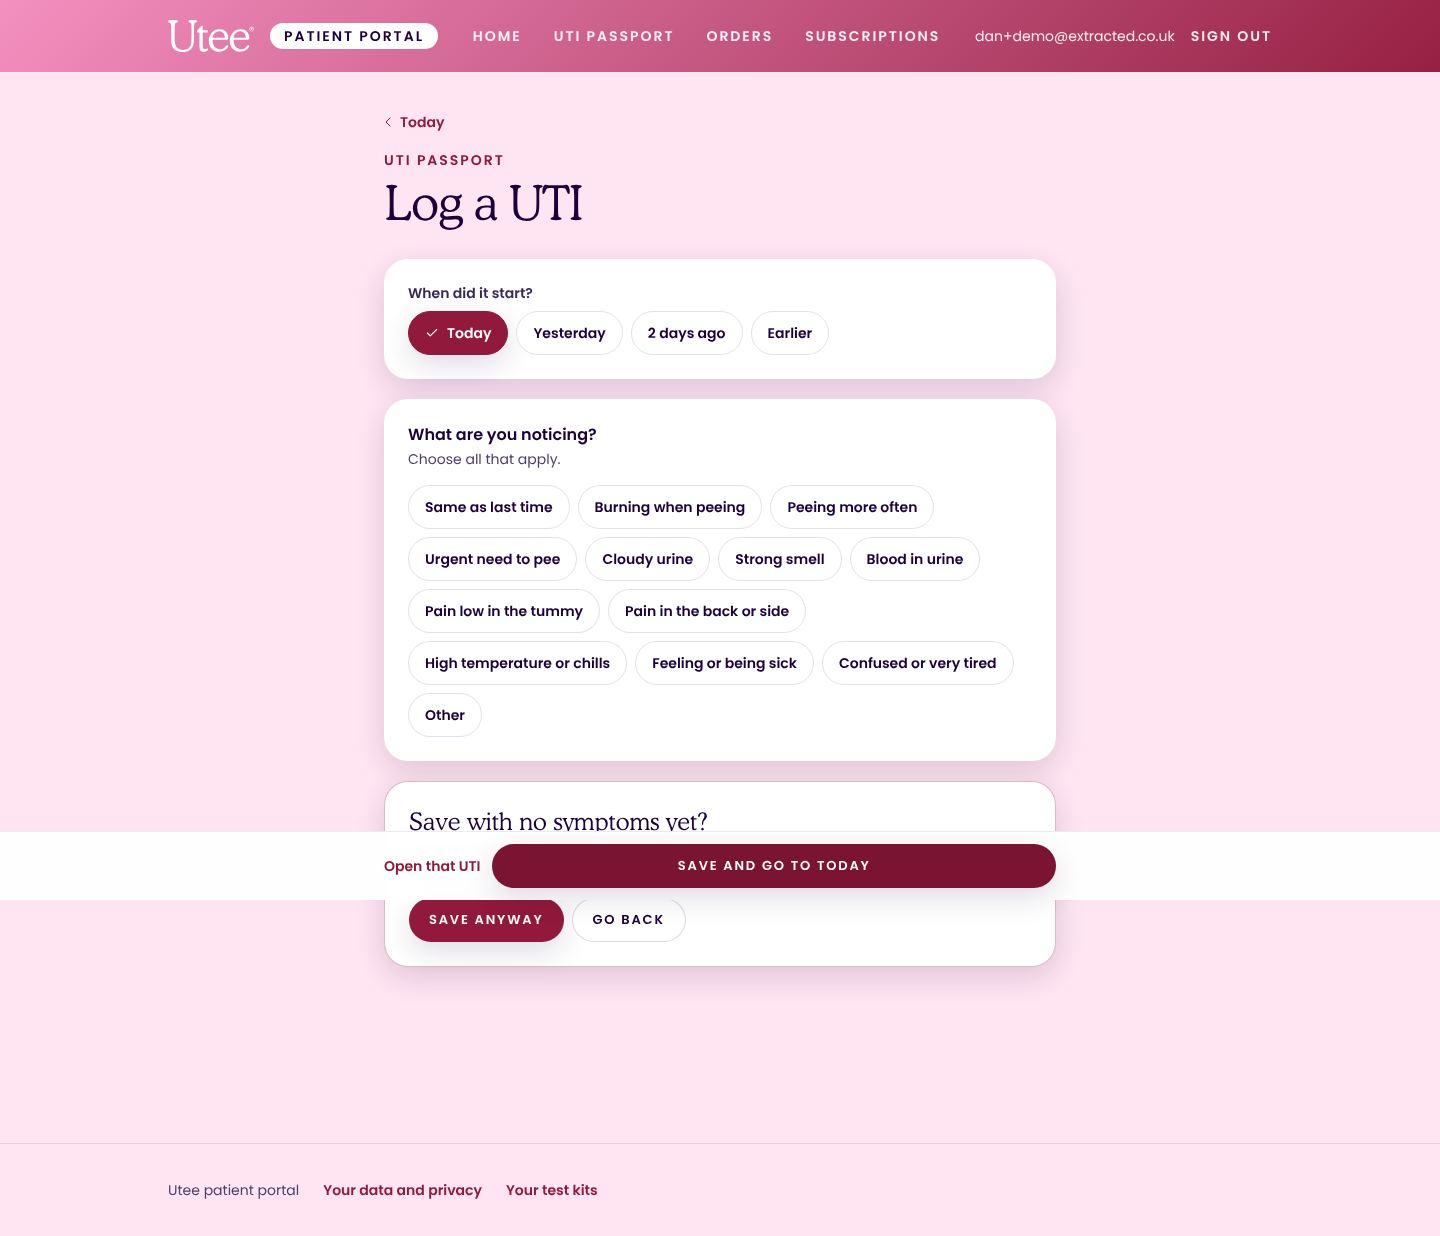 Utee® PATIENT PORTAL HOME UTI PASSPORT ORDERS SUBSCRIPTIONS dan+demo@extracted.co.uk SIGN OUT
Today
UTI PASSPORT
Log a UTI
When did it start?
Today Yesterday 2 days ago Earlier
What are you noticing?
Choose all that apply.
Same as last time Burning when peeing Peeing more often
Urgent need to pee Cloudy urine Strong smell Blood in urine
Pain low in the tummy Pain in the back or side
High temperature or chills Feeling or being sick Confused or very tired
Other
Save with no symptoms yet?
Open that UTI SAVE AND GO TO TODAY
SAVE ANYWAY GO BACK
Utee patient portal Your data and privacy Your test kits